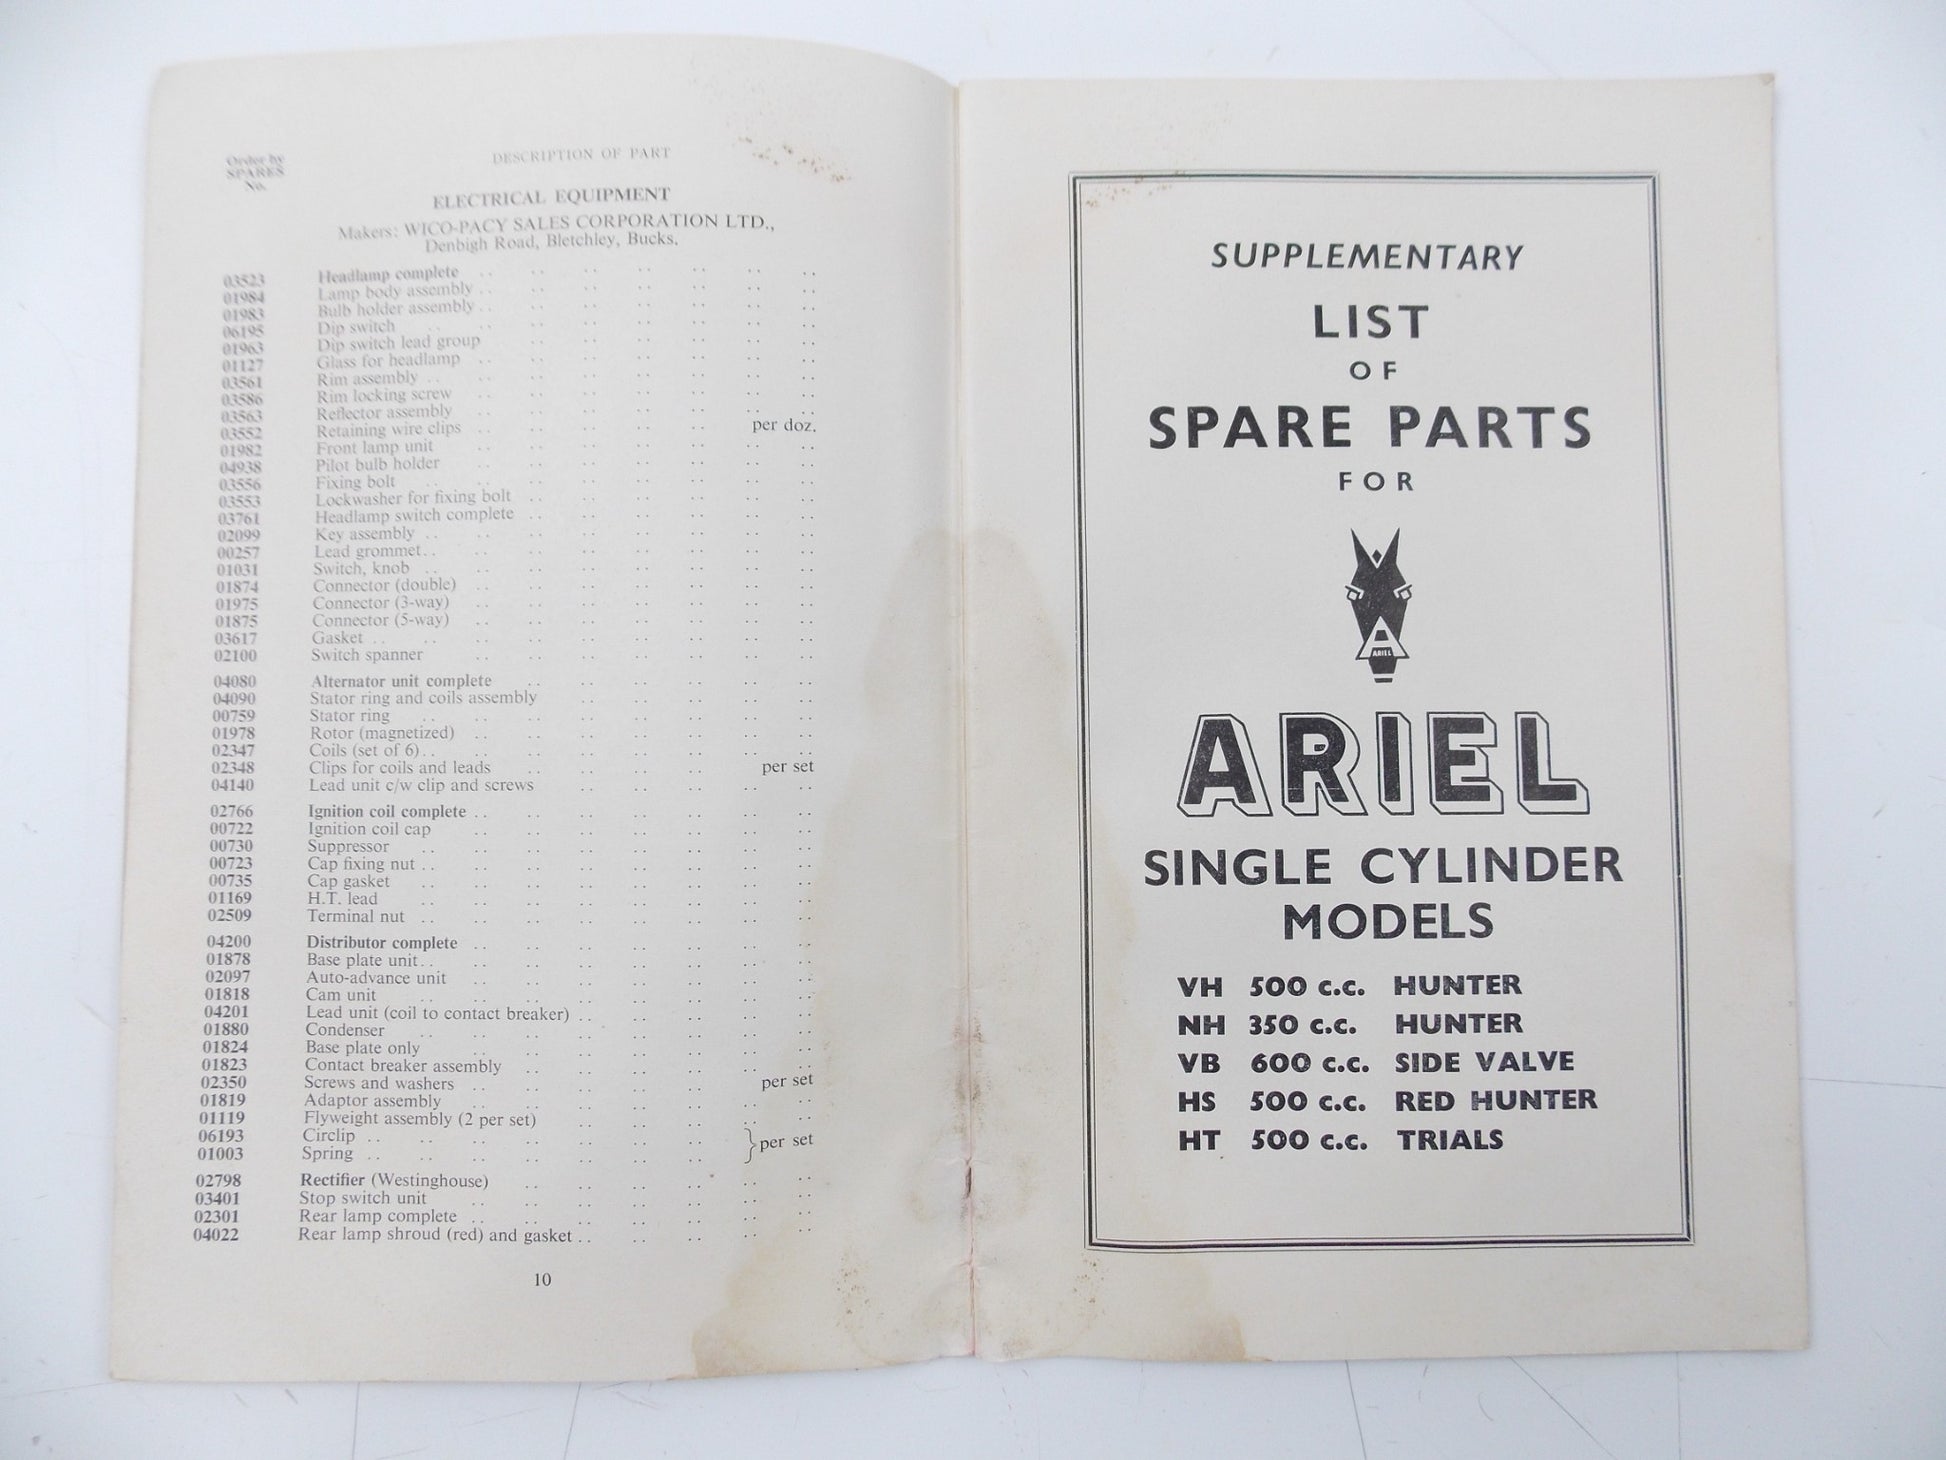 Order by
SPARES
No.
DESCRIPTION OF PART
ELECTRICAL EQUIPMENT
Makers: WICO-PACY SALES CORPORATION LTD.,
Denbigh Road, Bletchley, Bucks.
03523 Headlamp complete
01984 Lamp body assembly
01983 Bulb holder assembly
06195 Dip switch
01963 Dip switch lead group
01127 Glass for headlamp
03561 Rim assembly
03586 Rim locking screw
03563 Reflector assembly
03552 Retaining wire clips per doz.
01982 Front lamp unit
04938 Pilot bulb holder
03556 Fixing bolt
03553 Lockwasher for fixing bolt
03761 Headlamp switch complete
02099 Key assembly
00257 Lead grommet
01031 Switch, knob
01874 Connector (double)
01975 Connector (3-way)
01875 Connector (5-way)
03617 Gasket
02100 Switch spanner
04080 Alternator unit complete
04090 Stator ring and coils assembly
00759 Stator ring
01978 Rotor (magnetized)
02347 Coils (set of 6)
02348 Clips for coils and leads per set
04140 Lead unit c/w clip and screws
02766 Ignition coil complete
00722 Ignition coil cap
00730 Suppressor
00723 Cap fixing nut
00735 Cap gasket
01169 H.T. lead
02509 Terminal nut
04200 Distributor complete
01878 Base plate unit
02097 Auto-advance unit
01818 Cam unit
04201 Lead unit (coil to contact breaker)
01880 Condenser
01824 Base plate only
01823 Contact breaker assembly
02350 Screws and washers per set
01819 Adaptor assembly
01119 Flyweight assembly (2 per set)
06193 Circlip
01003 Spring } per set
02798 Rectifier (Westinghouse)
03401 Stop switch unit
02301 Rear lamp complete
04022 Rear lamp shroud (red) and gasket
10
SUPPLEMENTARY
LIST
OF
SPARE PARTS
FOR
A
ARIEL
ARIEL
SINGLE CYLINDER
MODELS
VH 500 c.c. HUNTER
NH 350 c.c. HUNTER
VB 600 c.c. SIDE VALVE
HS 500 c.c. RED HUNTER
HT 500 c.c. TRIALS